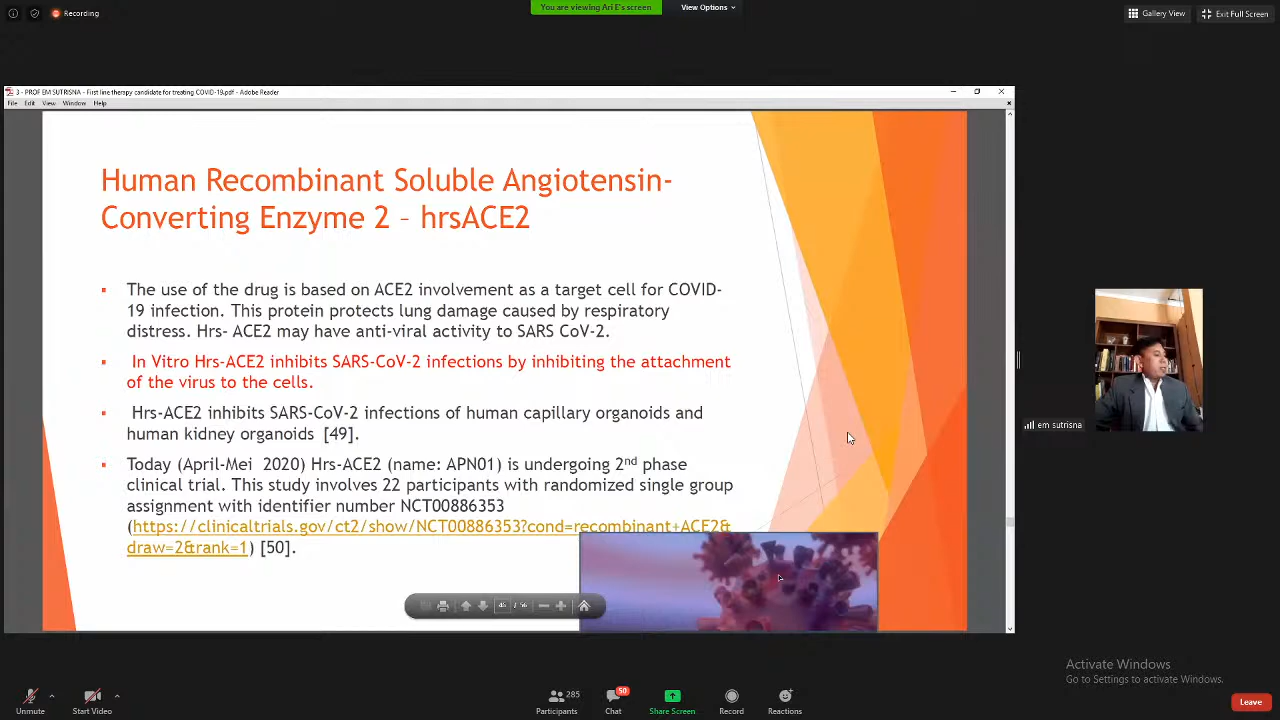 Recording
You are viewing Ari E's screen
View Options
Gallery View
Exit Full Screen
3 - PROF EM SUTRISNA - First line therapy candidate for treating COVID-19.pdf - Adobe Reader
File Edit View Window Help
Human Recombinant Soluble Angiotensin-
Converting Enzyme 2 – hrsACE2
The use of the drug is based on ACE2 involvement as a target cell for COVID-
19 infection. This protein protects lung damage caused by respiratory
distress. Hrs- ACE2 may have anti-viral activity to SARS CoV-2.
In Vitro Hrs-ACE2 inhibits SARS-CoV-2 infections by inhibiting the attachment
of the virus to the cells.
Hrs-ACE2 inhibits SARS-CoV-2 infections of human capillary organoids and
human kidney organoids [49].
Today (April-Mei 2020) Hrs-ACE2 (name: APN01) is undergoing 2nd phase
clinical trial. This study involves 22 participants with randomized single group
assignment with identifier number NCT00886353
(https://clinicaltrials.gov/ct2/show/NCT00886353?cond=recombinant+ACE2&
draw=2&rank=1) [50].
em sutrisna
Activate Windows
Go to Settings to activate Windows.
Unmute
Start Video
285
Participants
50
Chat
Share Screen
Record
Reactions
Leave